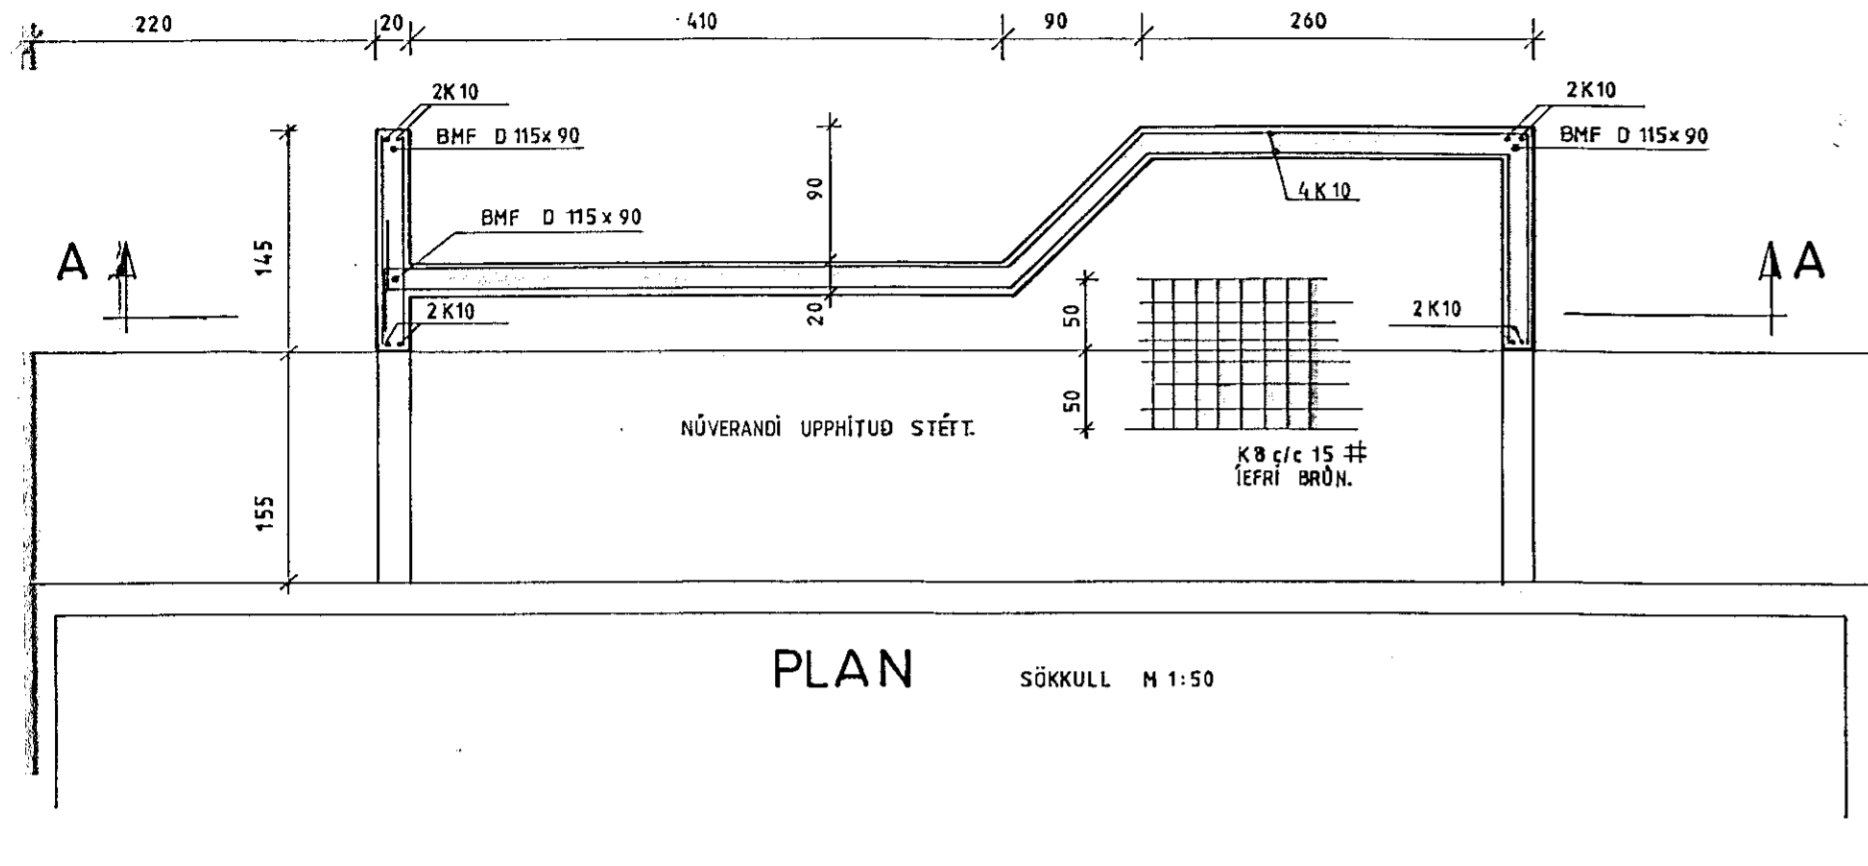 220 20 410 90 260
2K10
2K10
BMF D 115x90
BMF D 115x90
90
4K10
BMF D 115x90
A
145
A
50
20
2K10
2K10
50
NÚVERANDI UPPHITUÐ STÉTT.
K8 c/c 15 #
Í EFRI BRÚN.
155
PLAN
SÖKKULL M 1:50